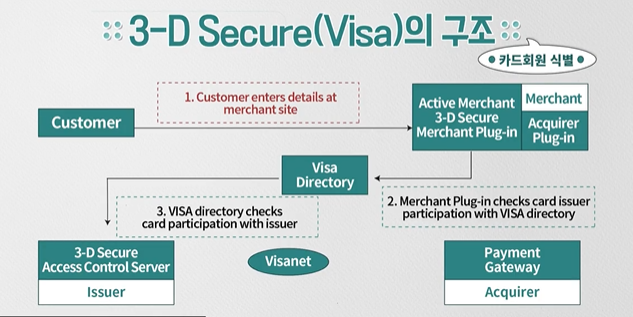 3-D Secure(Visa)의 구조
카드회원 식별
1. Customer enters details at
merchant site
Customer
Active Merchant
3-D Secure
Merchant Plug-in
Merchant
Acquirer
Plug-in
Visa
Directory
2. Merchant Plug-in checks card issuer
participation with VISA directory
3. VISA directory checks
card participation with issuer
3-D Secure
Access Control Server
Issuer
Visanet
Payment
Gateway
Acquirer